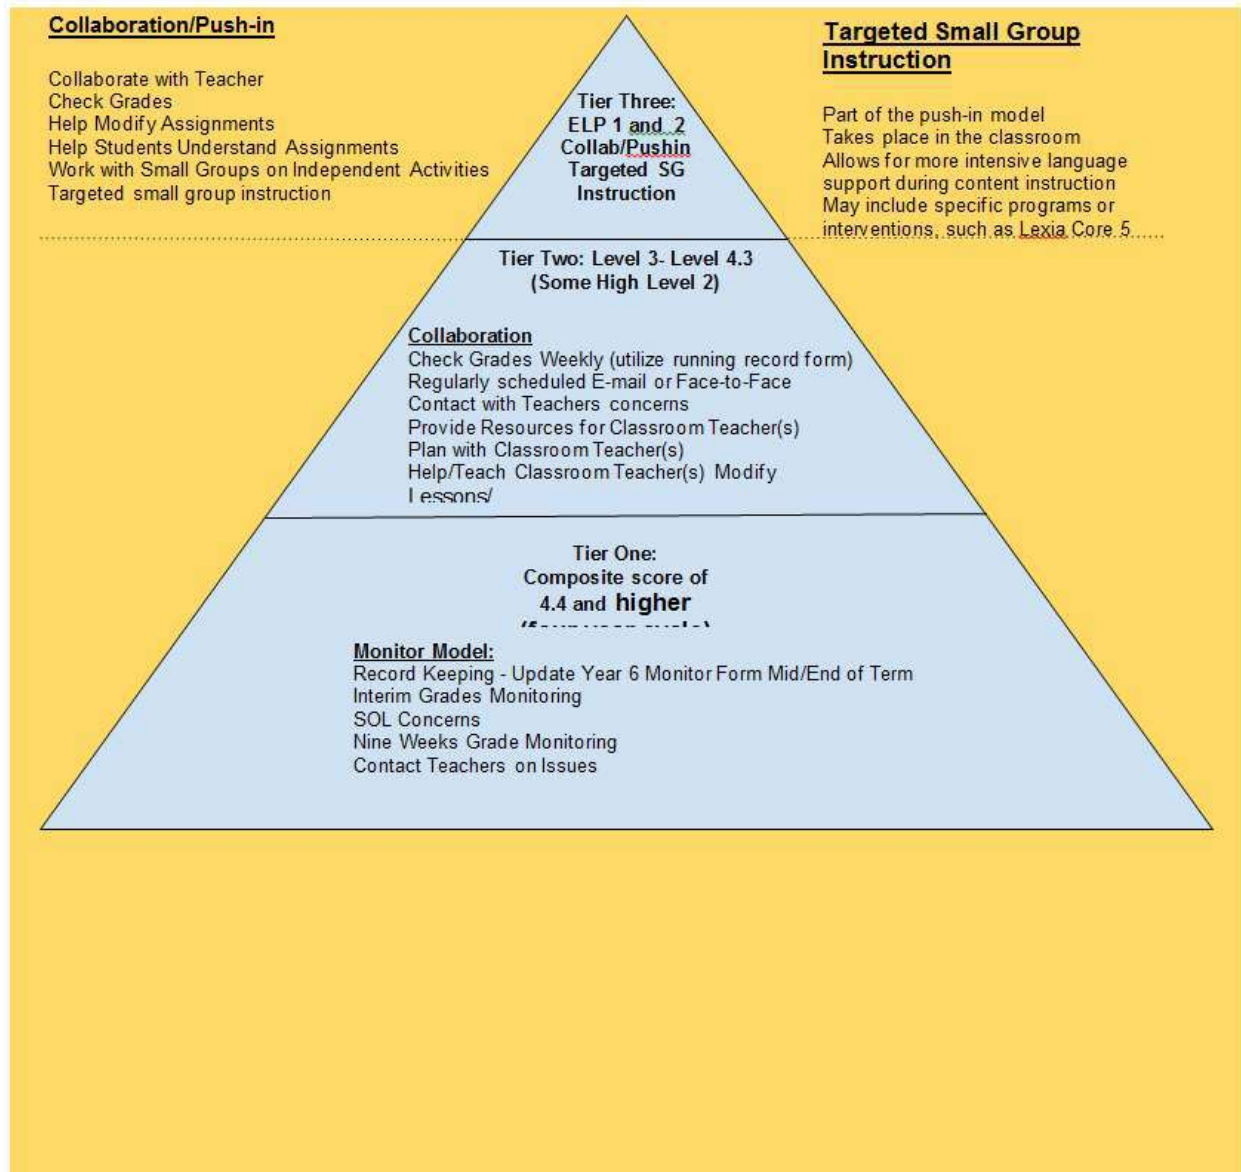 Collaboration/Push-in
Collaborate with Teacher
Check Grades
Help Modify Assignments
Help Students Understand Assignments
Work with Small Groups on Independent Activities
Targeted small group instruction
Targeted Small Group
Instruction
Part of the push-in model
Takes place in the classroom
Allows for more intensive language
support during content instruction
May include specific programs or
interventions, such as Lexia Core 5
Tier Three:
ELP 1 and 2
Collab/Pushin
Targeted SG
Instruction
Tier Two: Level 3- Level 4.3
(Some High Level 2)
Collaboration
Check Grades Weekly (utilize running record form)
Regularly scheduled E-mail or Face-to-Face
Contact with Teachers concerns
Provide Resources for Classroom Teacher(s)
Plan with Classroom Teacher(s)
Help/Teach Classroom Teacher(s) Modify
Lessons/
Tier One:
Composite score of
4.4 and higher
Monitor Model:
Record Keeping - Update Year 6 Monitor Form Mid/End of Term
Interim Grades Monitoring
SOL Concerns
Nine Weeks Grade Monitoring
Contact Teachers on Issues